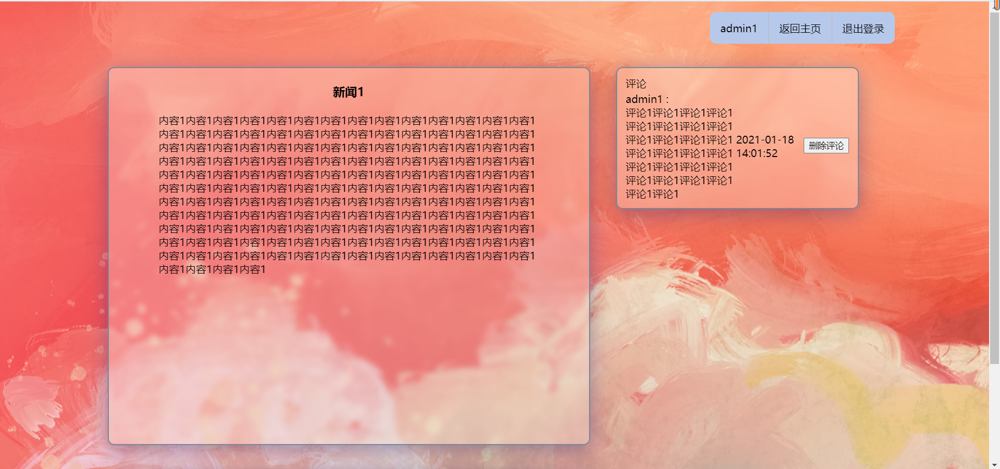 admin1 返回主页 退出登录
新闻1
内容1内容1内容1内容1内容1内容1内容1内容1内容1内容1内容1内容1内容1内容1
内容1内容1内容1内容1内容1内容1内容1内容1内容1内容1内容1内容1内容1内容1
内容1内容1内容1内容1内容1内容1内容1内容1内容1内容1内容1内容1内容1内容1
内容1内容1内容1内容1内容1内容1内容1内容1内容1内容1内容1内容1内容1内容1
内容1内容1内容1内容1内容1内容1内容1内容1内容1内容1内容1内容1内容1内容1
内容1内容1内容1内容1内容1内容1内容1内容1内容1内容1内容1内容1内容1内容1
内容1内容1内容1内容1内容1内容1内容1内容1内容1内容1内容1内容1内容1内容1
内容1内容1内容1内容1内容1内容1内容1内容1内容1内容1内容1内容1内容1内容1
内容1内容1内容1内容1内容1内容1内容1内容1内容1内容1内容1内容1内容1内容1
内容1内容1内容1内容1内容1内容1内容1内容1内容1内容1内容1内容1内容1内容1
内容1内容1内容1内容1内容1内容1内容1内容1内容1内容1内容1内容1内容1内容1
内容1内容1内容1内容1
评论
admin1 :
评论1评论1评论1评论1
评论1评论1评论1评论1
评论1评论1评论1评论1 2021-01-18
评论1评论1评论1评论1 14:01:52
评论1评论1评论1评论1
评论1评论1评论1评论1
评论1评论1
删除评论